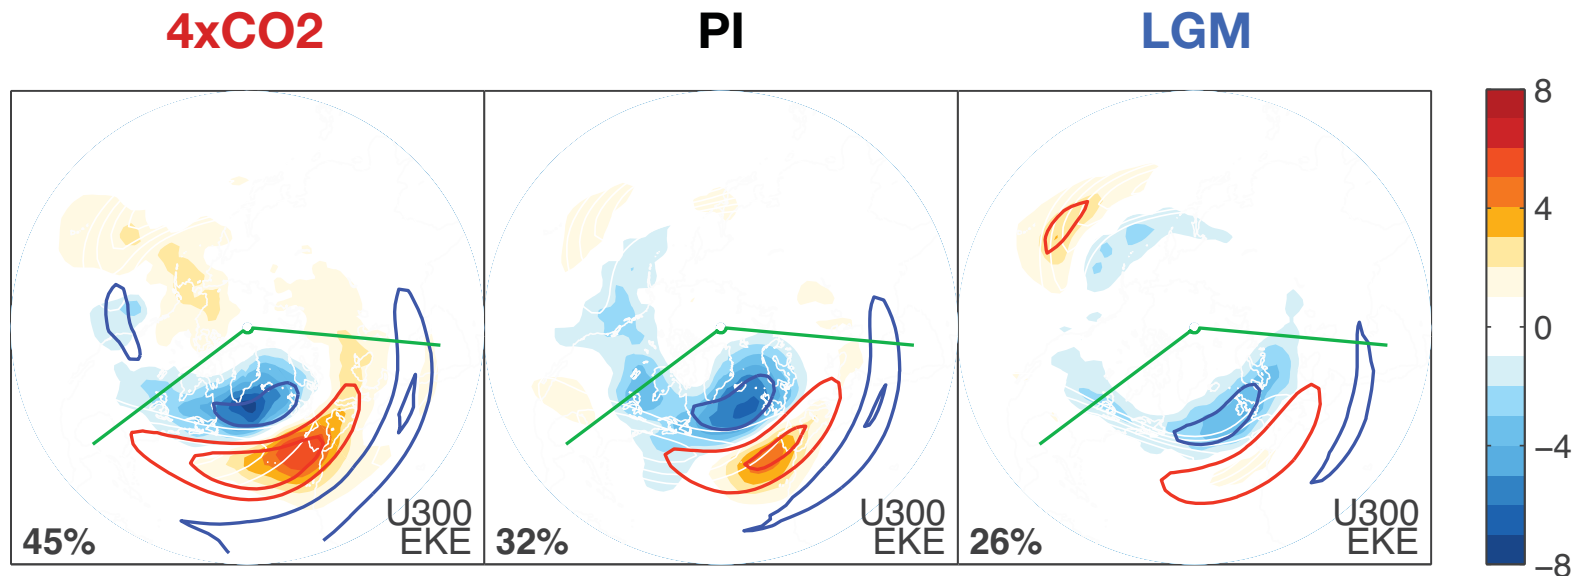 4xCO2 PI LGM
8
4
0
−4
−8
U300
EKE
45%
U300
EKE
32%
U300
EKE
26%